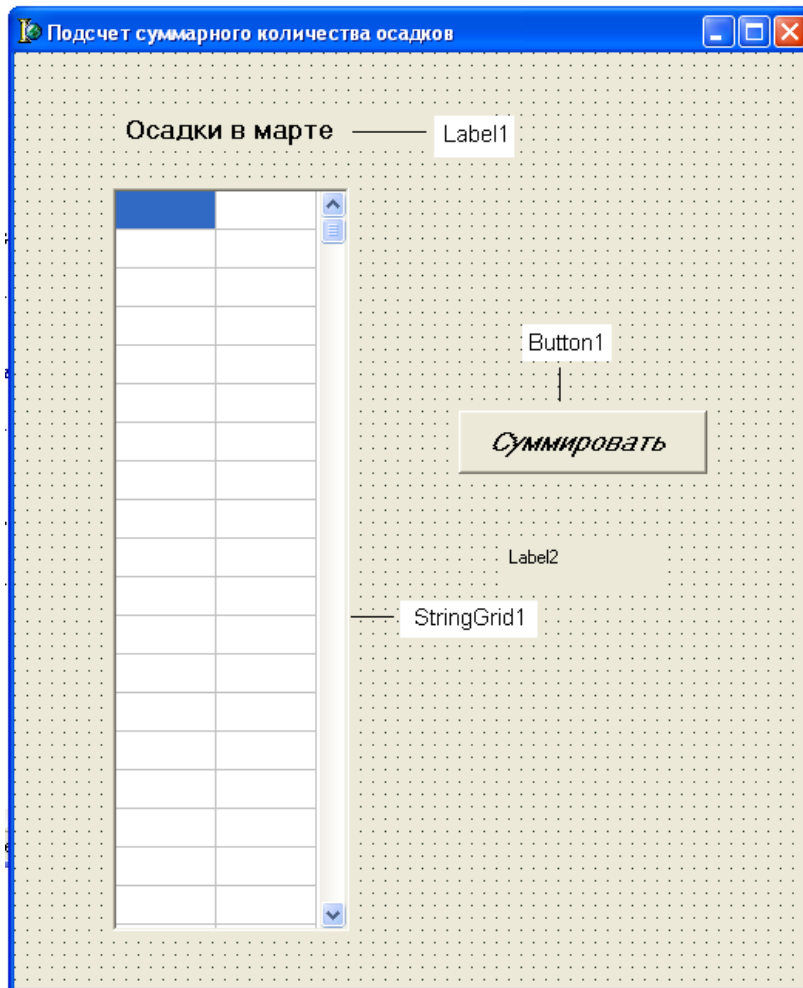 Подсчет суммарного количества осадков
Осадки в марте
Label1
Button1
Суммировать
Label2
StringGrid1